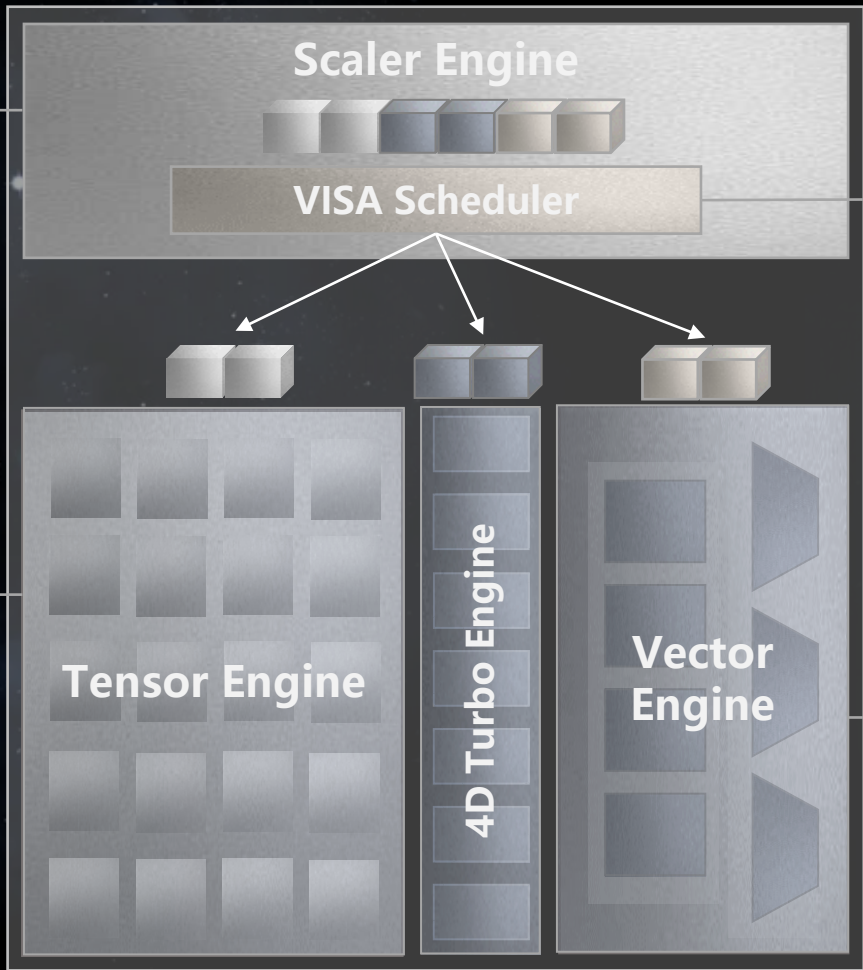 Scaler Engine
VISA Scheduler
Tensor Engine
4D Turbo Engine
Vector
Engine